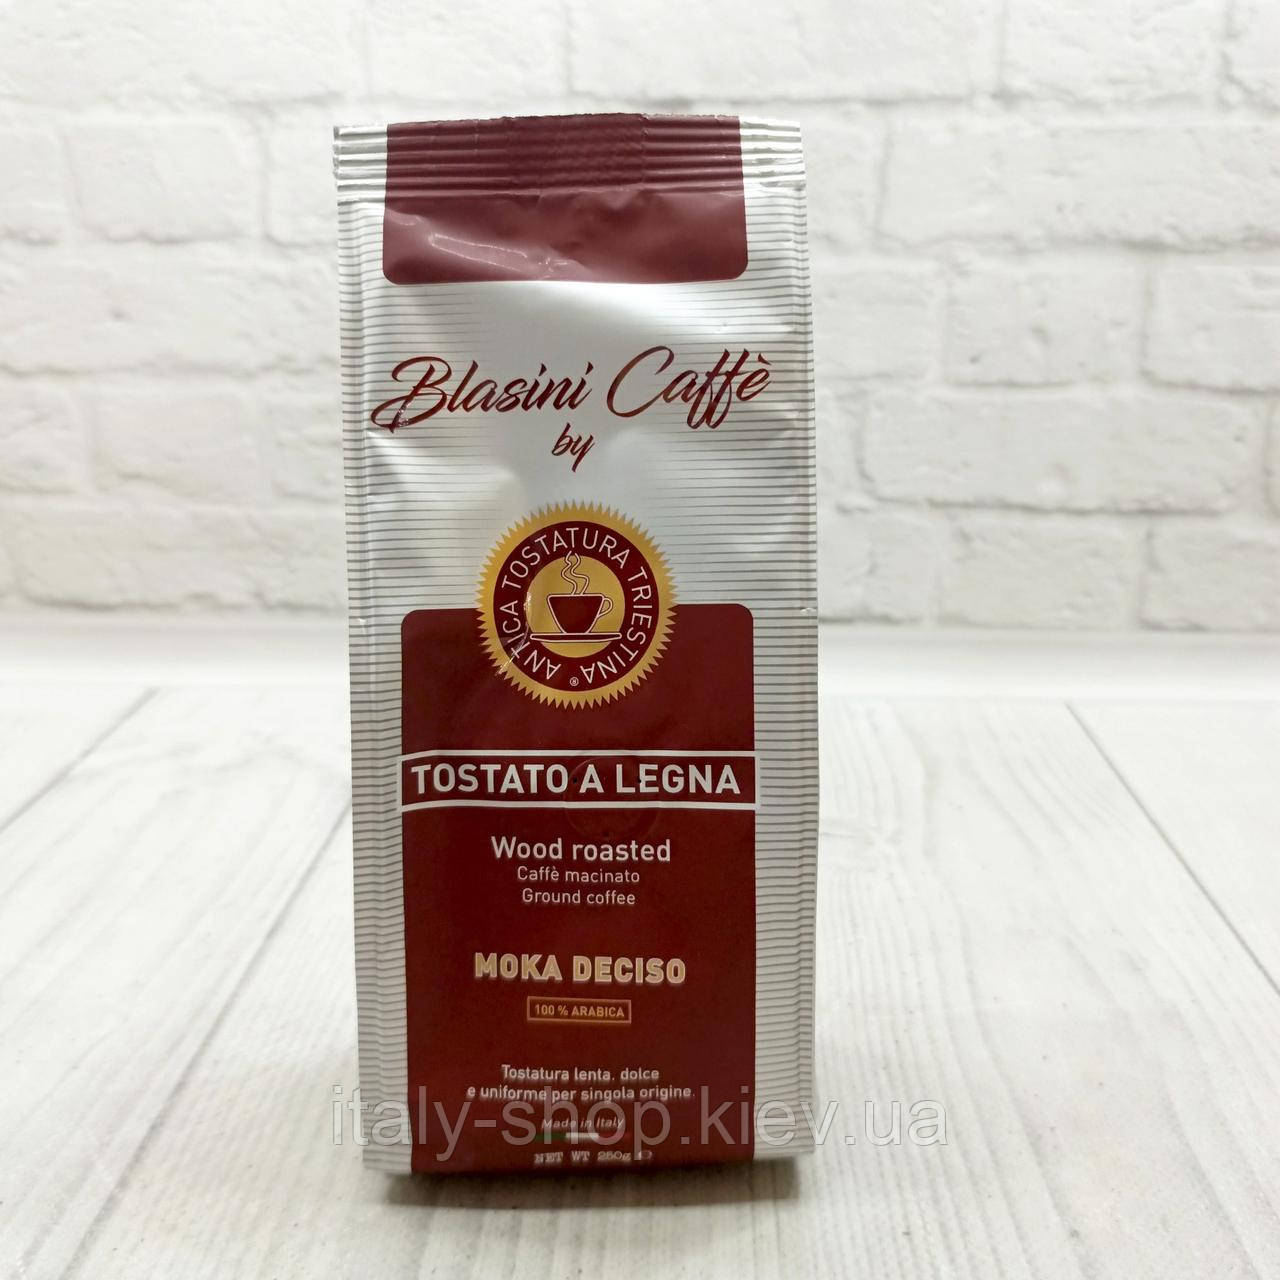 Blasini Caffè
by
ANTICA TOSTATURA TRIESTINA ®
TOSTATO A LEGNA
Wood roasted
Caffè macinato
Ground coffee
MOKA DECISO
100 % ARABICA
Tostatura lenta, dolce
e uniforme per singola origine.
italy-shop.kiev.ua
Made in Italy
NET WT 250g ℮